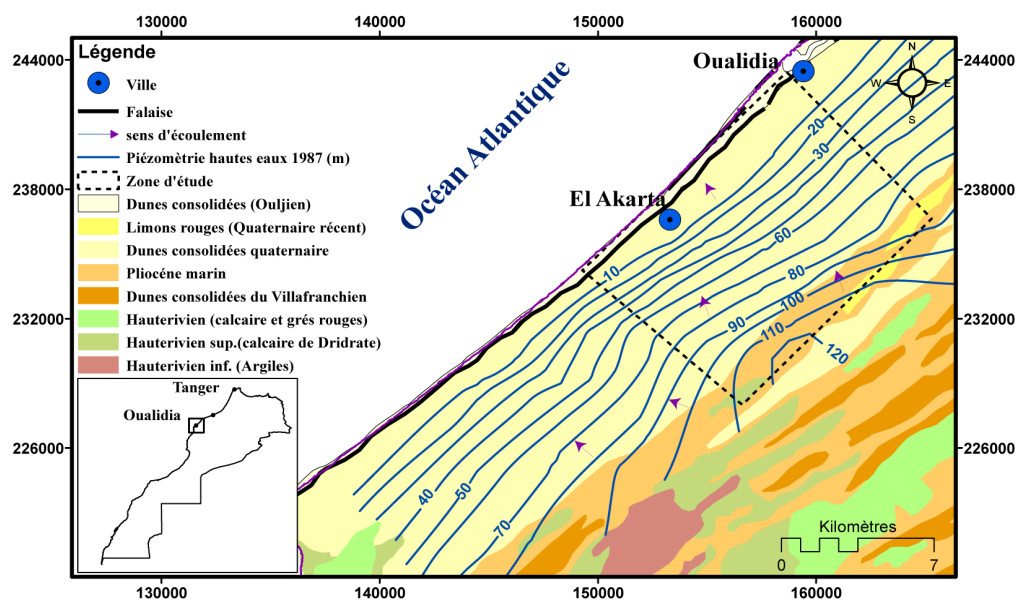 130000 140000 150000 160000
244000 244000
238000 238000
232000 232000
226000 226000
130000 140000 150000 160000
Légende
Ville
Falaise
sens d'écoulement
Piézomètrie hautes eaux 1987 (m)
Zone d'étude
Dunes consolidées (Ouljien)
Limons rouges (Quaternaire récent)
Dunes consolidées quaternaire
Pliocéne marin
Dunes consolidées du Villafranchien
Hauterivien (calcaire et grés rouges)
Hauterivien sup.(calcaire de Dridrate)
Hauterivien inf. (Argiles)
Tanger
Oualidia
Océan Atlantique
Oualidia
El Akarta
N
W E
S
20
30
60
10
80
100
90
110
120
40
50
70
Kilomètres
0 7